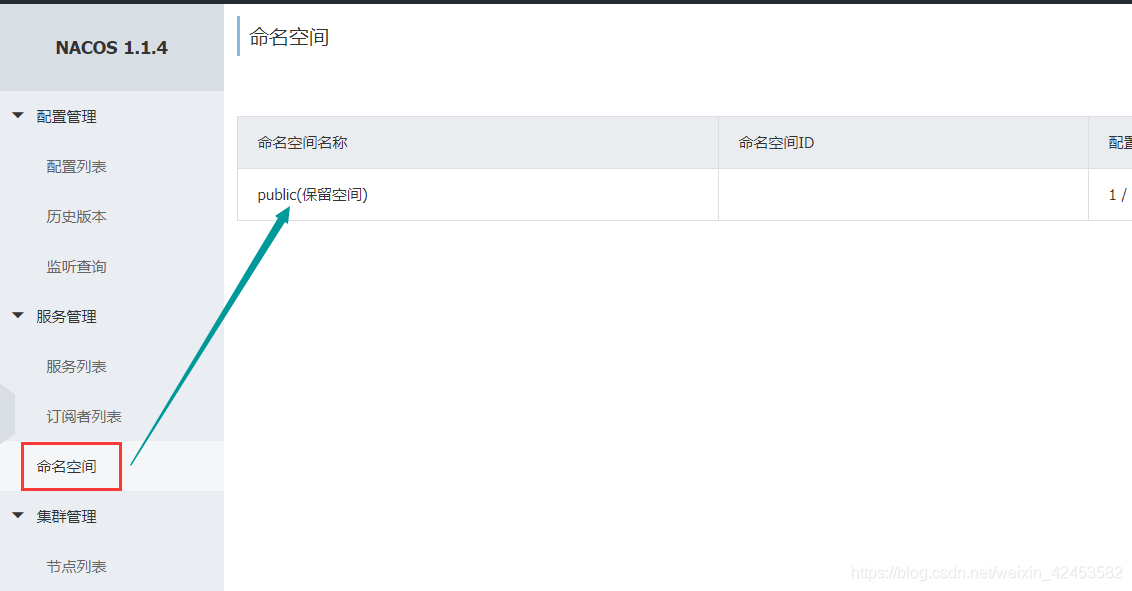 NACOS 1.1.4
配置管理
配置列表
历史版本
监听查询
服务管理
服务列表
订阅者列表
命名空间
集群管理
节点列表
命名空间
命名空间名称 命名空间ID 配置
public(保留空间) 1 /
https://blog.csdn.net/weixin_42453582